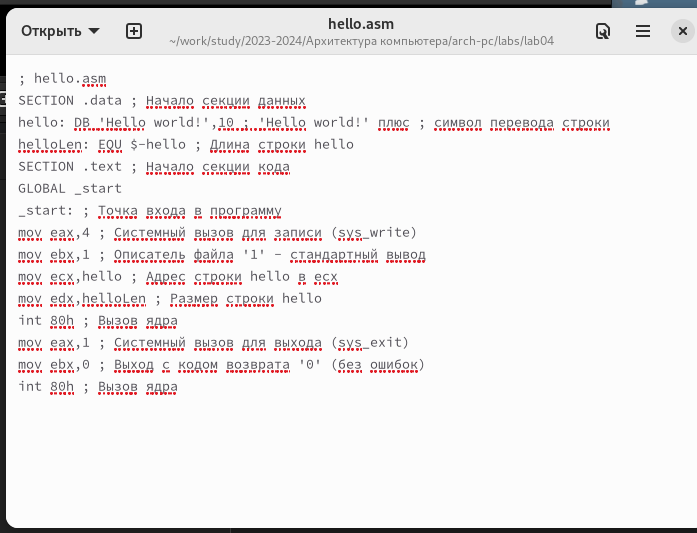 Открыть
hello.asm
~/work/study/2023-2024/Архитектура компьютера/arch-pc/labs/lab04
; hello.asm
SECTION .data ; Начало секции данных
hello: DB 'Hello world!',10 ; 'Hello world!' плюс ; символ перевода строки
helloLen: EQU $-hello ; Длина строки hello
SECTION .text ; Начало секции кода
GLOBAL _start
_start: ; Точка входа в программу
mov eax,4 ; Системный вызов для записи (sys_write)
mov ebx,1 ; Описатель файла '1' - стандартный вывод
mov ecx,hello ; Адрес строки hello в ecx
mov edx,helloLen ; Размер строки hello
int 80h ; Вызов ядра
mov eax,1 ; Системный вызов для выхода (sys_exit)
mov ebx,0 ; Выход с кодом возврата '0' (без ошибок)
int 80h ; Вызов ядра